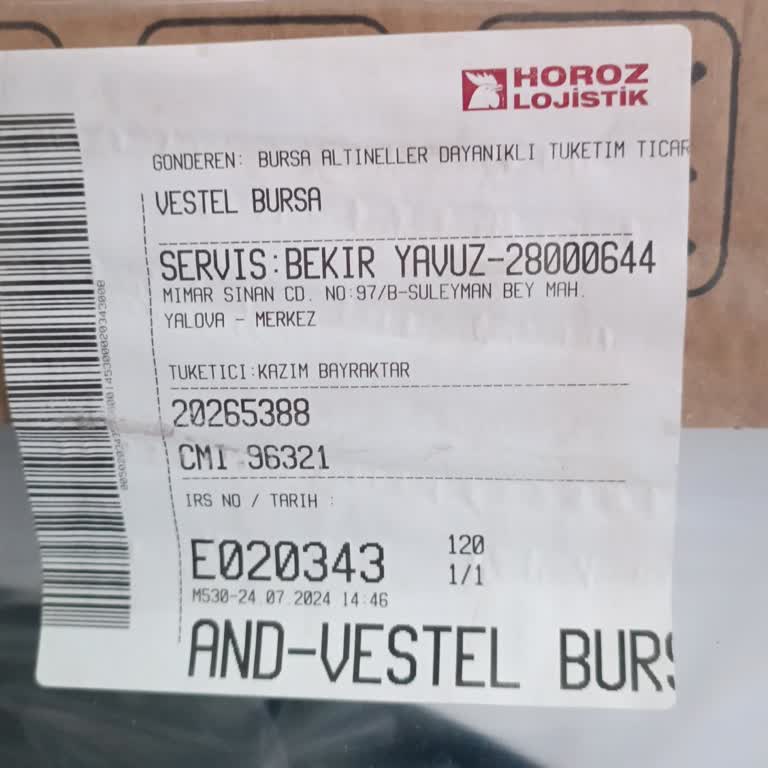 HOROZ
LOJİSTİK
GONDEREN: BURSA ALTINELLER DAYANIKLI TUKETIM TICAR
VESTEL BURSA
SERVIS:BEKIR YAVUZ-28000644
MIMAR SINAN CD. NO:97/B-SULEYMAN BEY MAH.
YALOVA - MERKEZ
TUKETICI:KAZIM BAYRAKTAR
20265388
CMI 96321
IRS NO / TARIH :
E020343
120
1/1
M530-24.07.2024 14:46
AND-VESTEL BURS